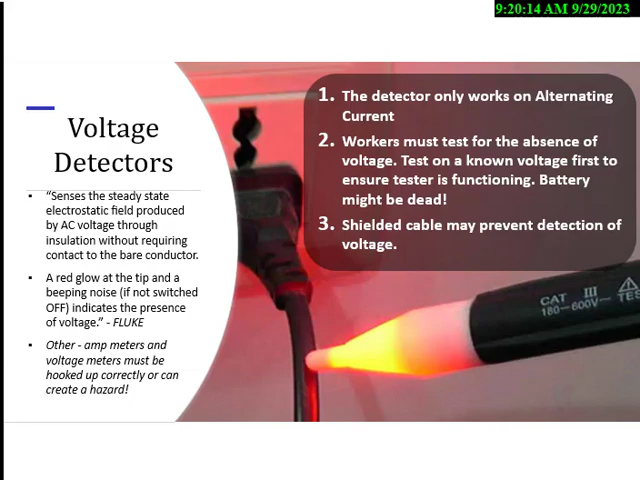 9:20:14 AM 9/29/2023
Voltage
Detectors
▪ “Senses the steady state
electrostatic field produced
by AC voltage through
insulation without requiring
contact to the bare conductor.
▪ A red glow at the tip and a
beeping noise (if not switched
OFF) indicates the presence
of voltage.” - FLUKE
▪ Other - amp meters and
voltage meters must be
hooked up correctly or can
create a hazard!
1. The detector only works on Alternating
Current
2. Workers must test for the absence of
voltage. Test on a known voltage first to
ensure tester is functioning. Battery
might be dead!
3. Shielded cable may prevent detection of
voltage.
CAT III
180-600V~
TES